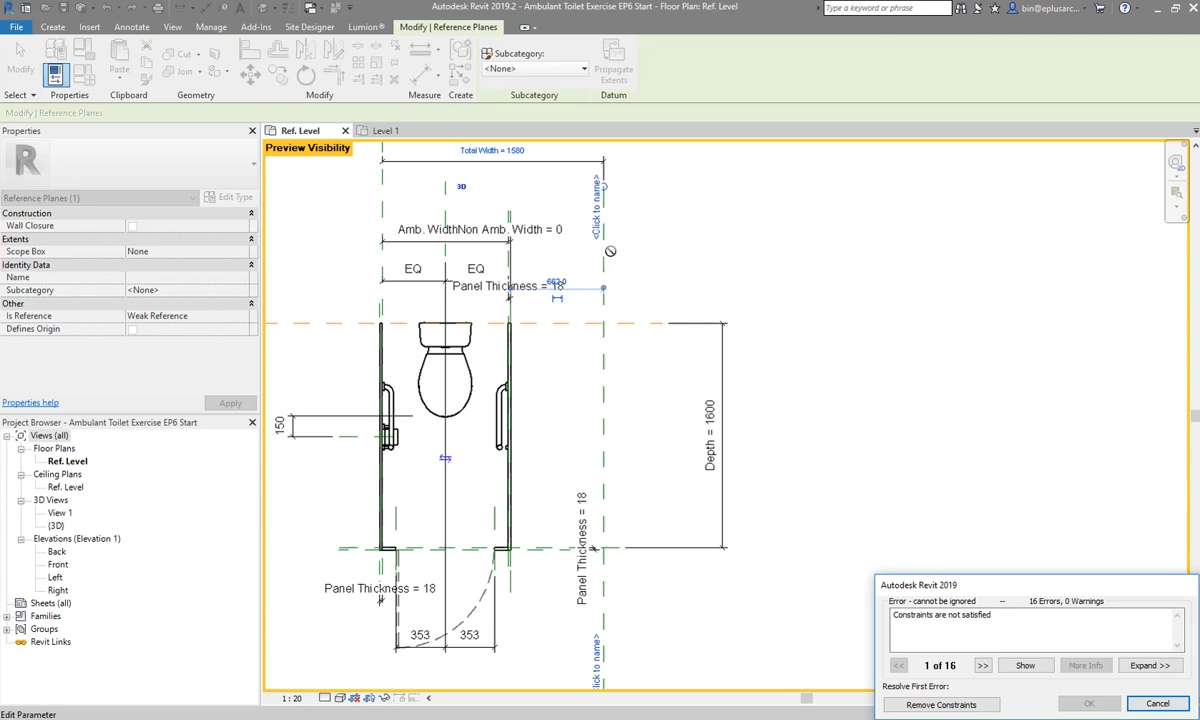 Autodesk Revit 2019.2 - Ambulant Toilet Exercise EP6 Start - Floor Plan: Ref. Level
Type a keyword or phrase
bin@eplusarc...
File Create Insert Annotate View Manage Add-Ins Site Designer Lumion® Modify | Reference Planes
Modify
Paste
Cut
Join
Subcategory:
<None>
Propagate
Extents
Select Properties Clipboard Geometry Modify Measure Create Subcategory Datum
Modify | Reference Planes
Properties
Ref. Level
Level 1
Reference Planes (1)
Edit Type
Construction
Wall Closure
Extents
Scope Box None
Identity Data
Name
Subcategory <None>
Other
Is Reference Weak Reference
Defines Origin
Properties help
Apply
Project Browser - Ambulant Toilet Exercise EP6 Start
Views (all)
Floor Plans
Ref. Level
Ceiling Plans
Ref. Level
3D Views
View 1
{3D}
Elevations (Elevation 1)
Back
Front
Left
Right
Sheets (all)
Families
Groups
Revit Links
Edit Parameter
Preview Visibility
Total Width = 1580
3D
<Click to name>
Amb. WidthNon Amb. Width = 0
EQ EQ
Panel Thickness = 18
150
Depth = 1600
Panel Thickness = 18
Panel Thickness = 18
353 353
<Click to name>
1 : 20
Autodesk Revit 2019
Error - cannot be ignored -- 16 Errors, 0 Warnings
Constraints are not satisfied
<< 1 of 16 >> Show More Info Expand >>
Resolve First Error:
Remove Constraints OK Cancel